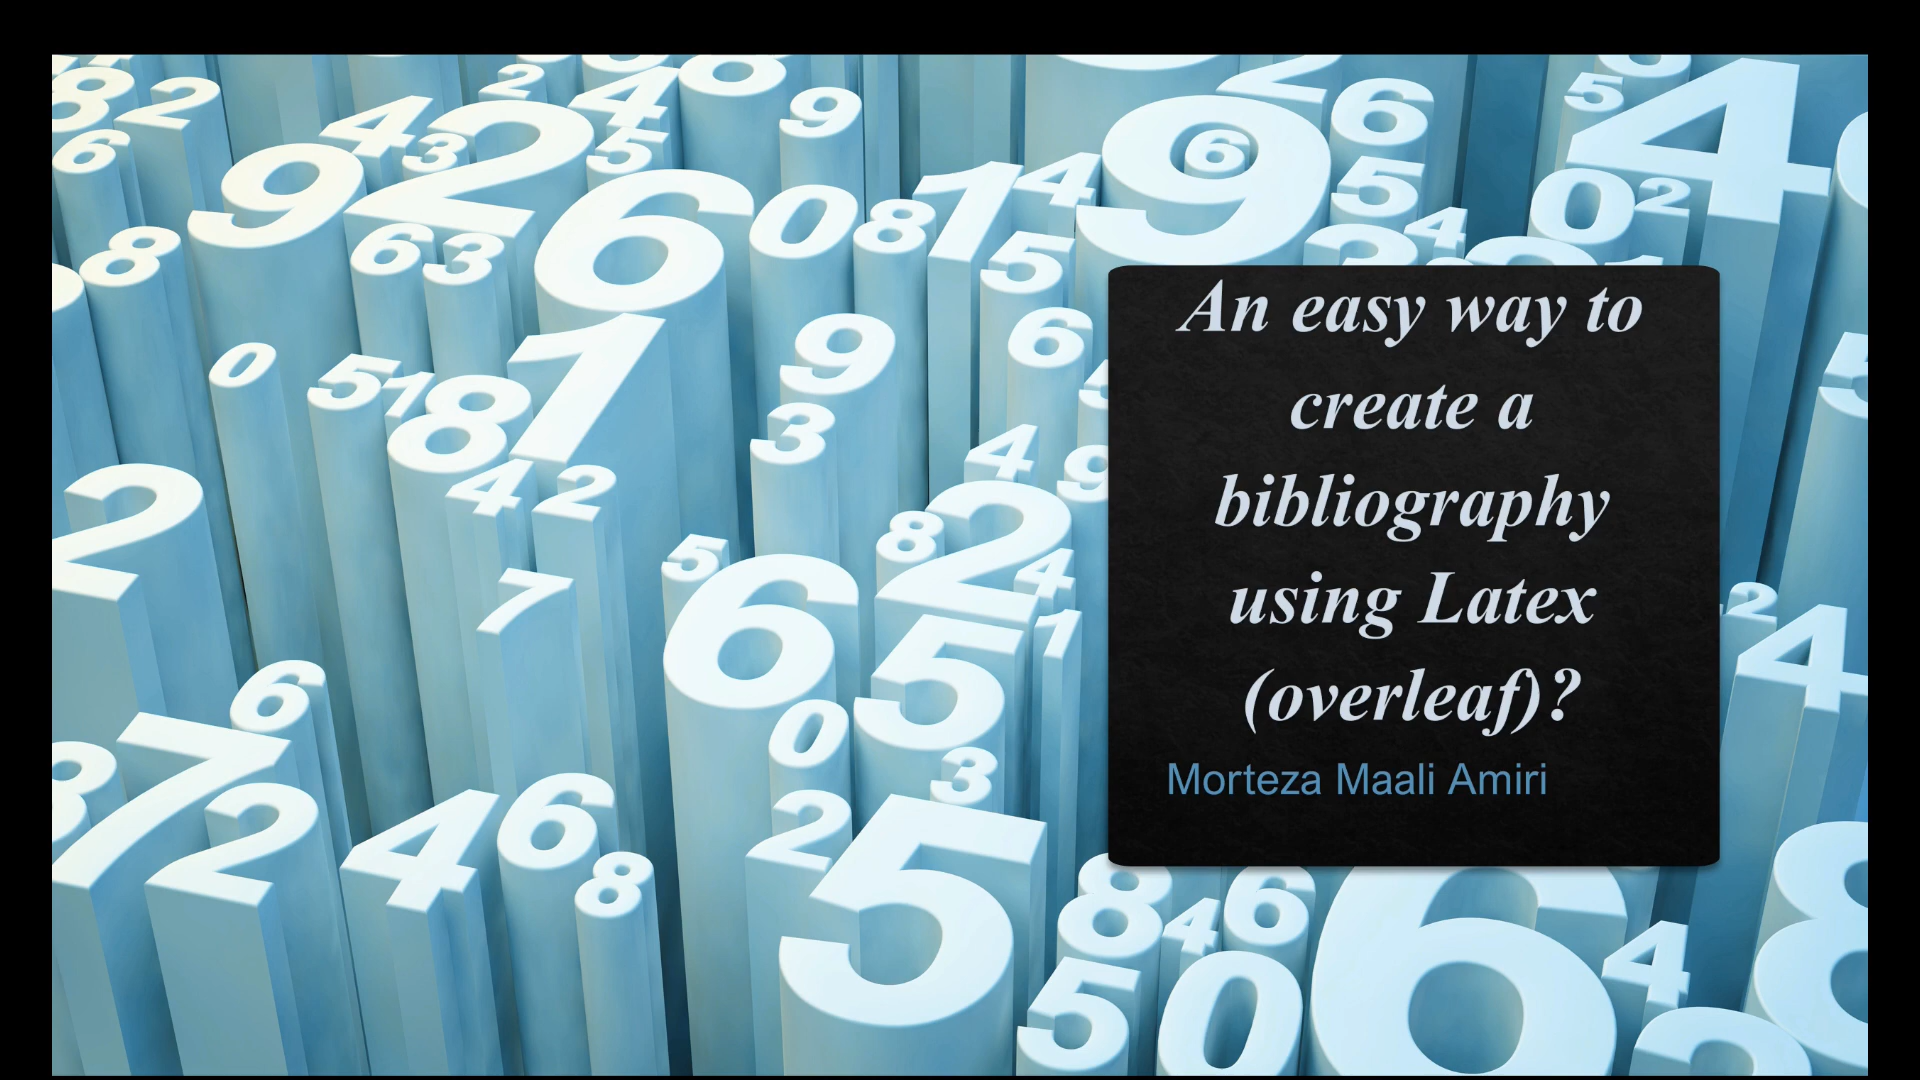 An easy way to
create a
bibliography
using Latex
(overleaf)?
Morteza Maali Amiri